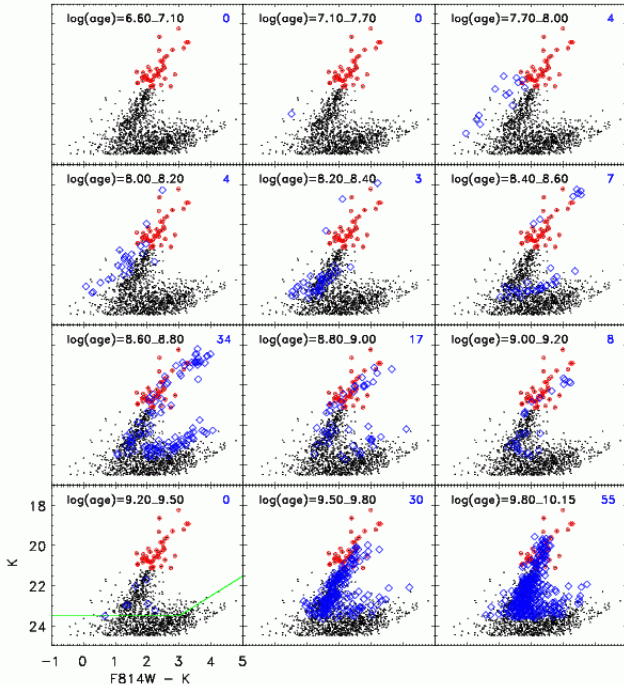 log(age)=6.60_7.10 0
log(age)=7.10_7.70 0
log(age)=7.70_8.00 4
log(age)=8.00_8.20 4
log(age)=8.20_8.40 3
log(age)=8.40_8.60 7
log(age)=8.60_8.80 34
log(age)=8.80_9.00 17
log(age)=9.00_9.20 8
log(age)=9.20_9.50 0
log(age)=9.50_9.80 30
log(age)=9.80_10.15 55
18
20
22
24
K
-1 0 1 2 3 4 5
F814W - K